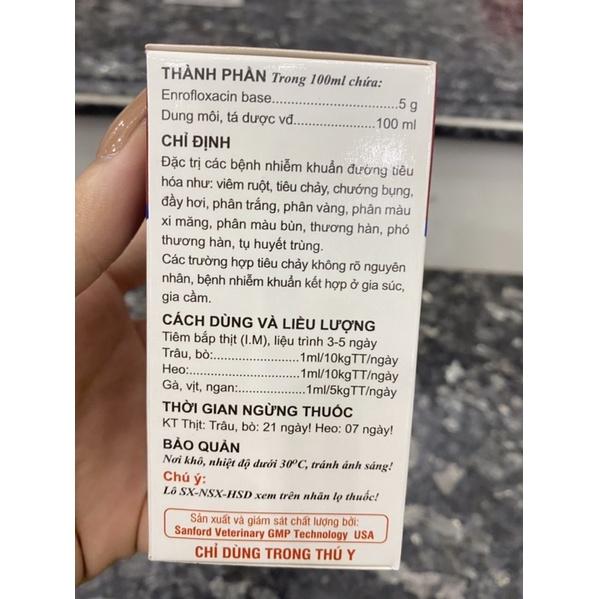 THÀNH PHẦN Trong 100ml chứa:
Enrofloxacin base....................5 g
Dung môi, tá dược vđ....................100 ml
CHỈ ĐỊNH
Đặc trị các bệnh nhiễm khuẩn đường tiêu
hóa như: viêm ruột, tiêu chảy, chướng bụng,
đầy hơi, phân trắng, phân vàng, phân màu
xi măng, phân màu bùn, thương hàn, phó
thương hàn, tụ huyết trùng.
Các trường hợp tiêu chảy không rõ nguyên
nhân, bệnh nhiễm khuẩn kết hợp ở gia súc,
gia cầm.
CÁCH DÙNG VÀ LIỀU LƯỢNG
Tiêm bắp thịt (I.M), liệu trình 3-5 ngày
Trâu, bò:....................1ml/10kgTT/ngày
Heo:....................1ml/10kgTT/ngày
Gà, vịt, ngan:....................1ml/5kgTT/ngày
THỜI GIAN NGỪNG THUỐC
KT Thịt: Trâu, bò: 21 ngày! Heo: 07 ngày!
BẢO QUẢN
Nơi khô, nhiệt độ dưới 30ºC, tránh ánh sáng!
Chú ý:
Lô SX-NSX-HSD xem trên nhãn lọ thuốc!
Sản xuất và giám sát chất lượng bởi:
Sanford Veterinary GMP Technology USA
CHỈ DÙNG TRONG THÚ Y